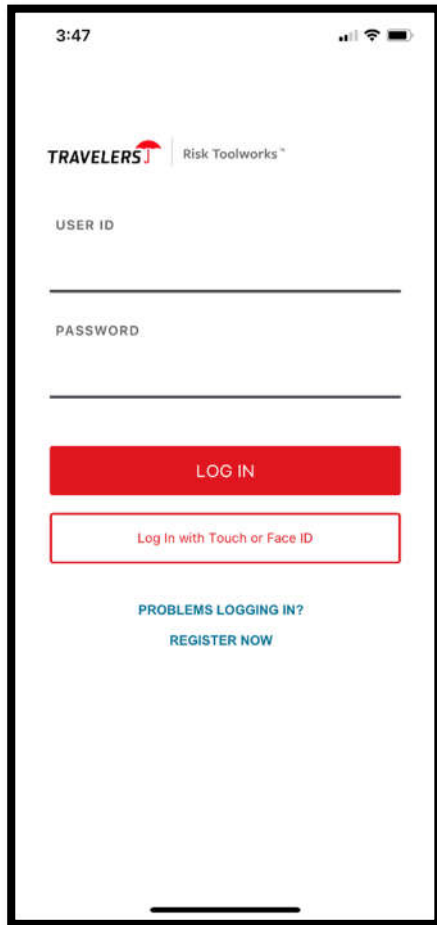 3:47
TRAVELERS Risk Toolworks™
USER ID
PASSWORD
LOG IN
Log In with Touch or Face ID
PROBLEMS LOGGING IN?
REGISTER NOW